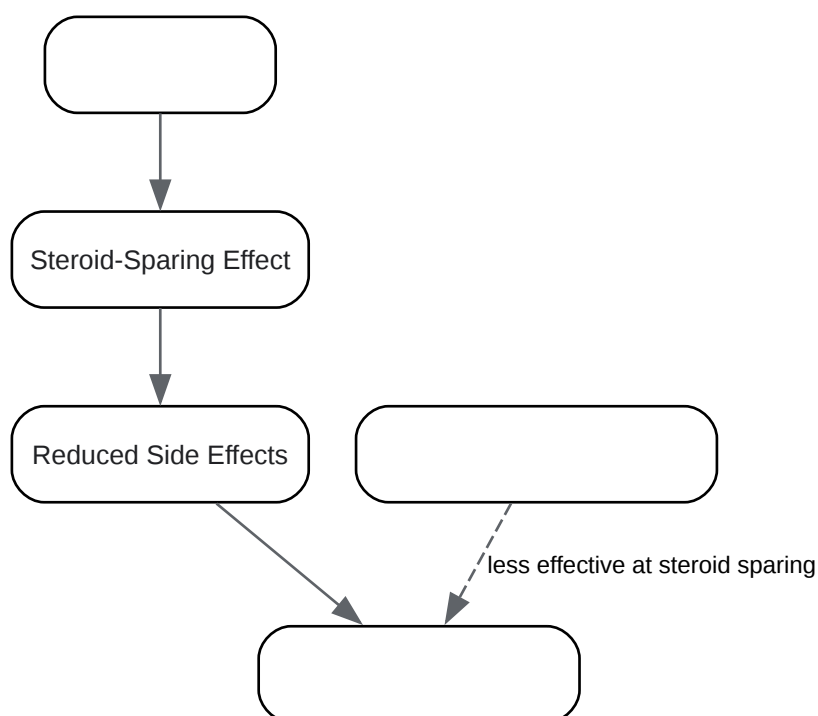 Steroid-Sparing Effect
Reduced Side Effects
less effective at steroid sparing